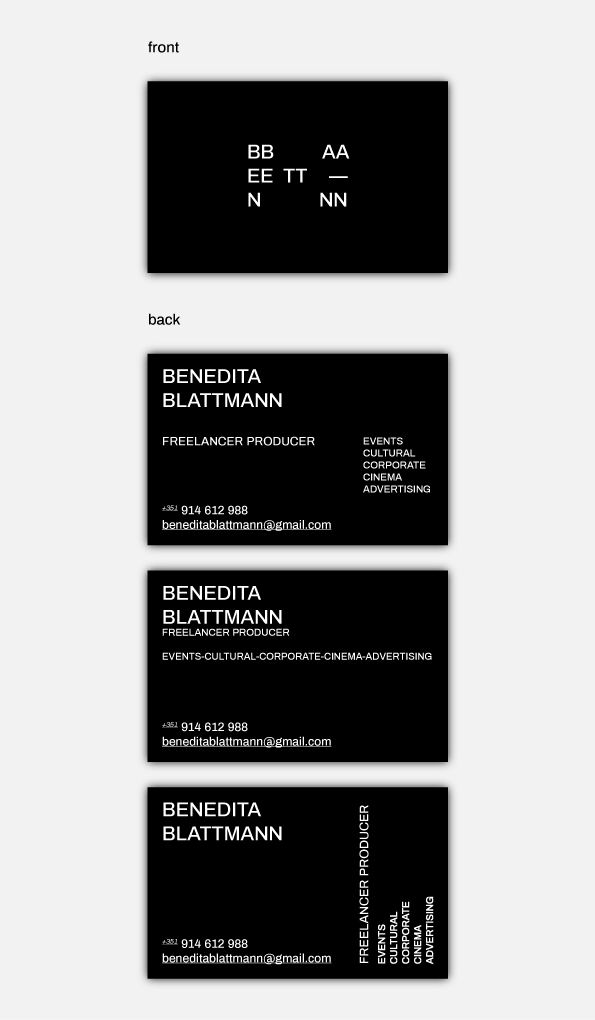 front
BB AA
EE TT —
N NN
back
BENEDITA
BLATTMANN
FREELANCER PRODUCER
EVENTS
CULTURAL
CORPORATE
CINEMA
ADVERTISING
+351 914 612 988
beneditablattmann@gmail.com
BENEDITA
BLATTMANN
FREELANCER PRODUCER
EVENTS-CULTURAL-CORPORATE-CINEMA-ADVERTISING
+351 914 612 988
beneditablattmann@gmail.com
BENEDITA
BLATTMANN
+351 914 612 988
beneditablattmann@gmail.com
FREELANCER PRODUCER
EVENTS
CULTURAL
CORPORATE
CINEMA
ADVERTISING